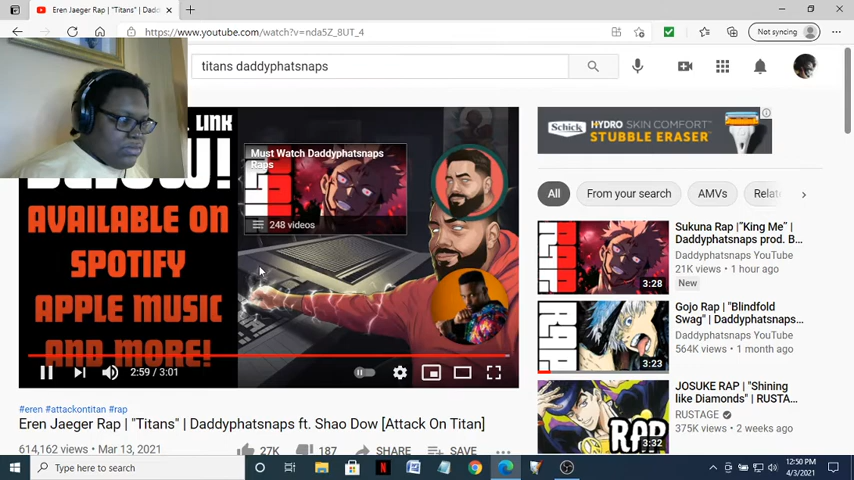 Eren Jaeger Rap | "Titans" | Dad
https://www.youtube.com/watch?v=nda5Z_8UT_4
Not syncing
titans daddyphatsnaps
LINK
BELOW!
AVAILABLE ON
SPOTIFY
APPLE MUSIC
AND MORE!
Must Watch Daddyphatsnaps
Raps
248 videos
2:59 / 3:01
#eren #attackontitan #rap
Eren Jaeger Rap | "Titans" | Daddyphatsnaps ft. Shao Dow [Attack On Titan]
614,162 views • Mar 13, 2021
27K
187
SHARE
SAVE
Schick HYDRO SKIN COMFORT
STUBBLE ERASER
All
From your search
AMVs
Relat
RAP
3:28
Sukuna Rap |"King Me” |
Daddyphatsnaps prod. B...
Daddyphatsnaps YouTube
21K views • 1 hour ago
New
RAP
3:23
Gojo Rap | "Blindfold
Swag" | Daddyphatsnaps...
Daddyphatsnaps YouTube
564K views • 1 month ago
RAP
3:32
JOSUKE RAP | "Shining
like Diamonds" | RUSTA...
RUSTAGE
375K views • 2 weeks ago
Type here to search
12:50 PM
4/3/2021